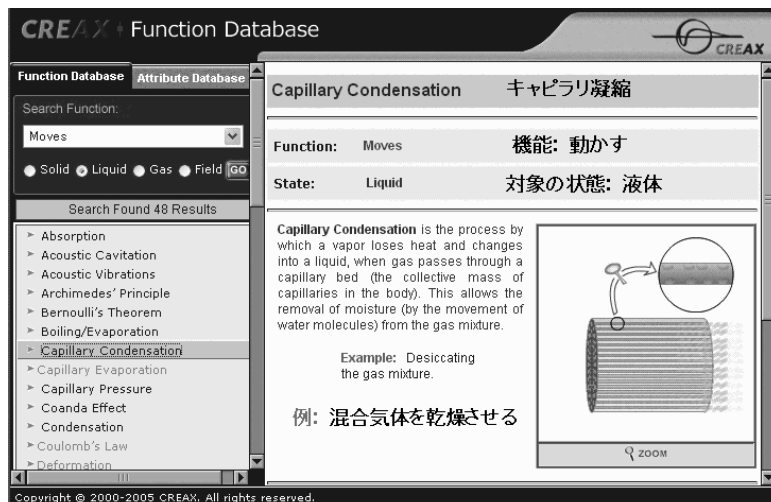 CREAX Function Database
CREAX
Function Database Attribute Database
Search Function:
Moves
Solid Liquid Gas Field GO
Search Found 48 Results
Absorption
Acoustic Cavitation
Acoustic Vibrations
Archimedes' Principle
Bernoulli's Theorem
Boiling/Evaporation
Capillary Condensation
Capillary Evaporation
Capillary Pressure
Coanda Effect
Condensation
Coulomb's Law
Deformation
Capillary Condensation キャピラリ凝縮
Function: Moves 機能: 動かす
State: Liquid 対象の状態: 液体
Capillary Condensation is the process by
which a vapor loses heat and changes
into a liquid, when gas passes through a
capillary bed (the collective mass of
capillaries in the body). This allows the
removal of moisture (by the movement of
water molecules) from the gas mixture.
Example: Desiccating
the gas mixture.
例: 混合気体を乾燥させる
ZOOM
Copyright © 2000-2005 CREAX. All rights reserved.